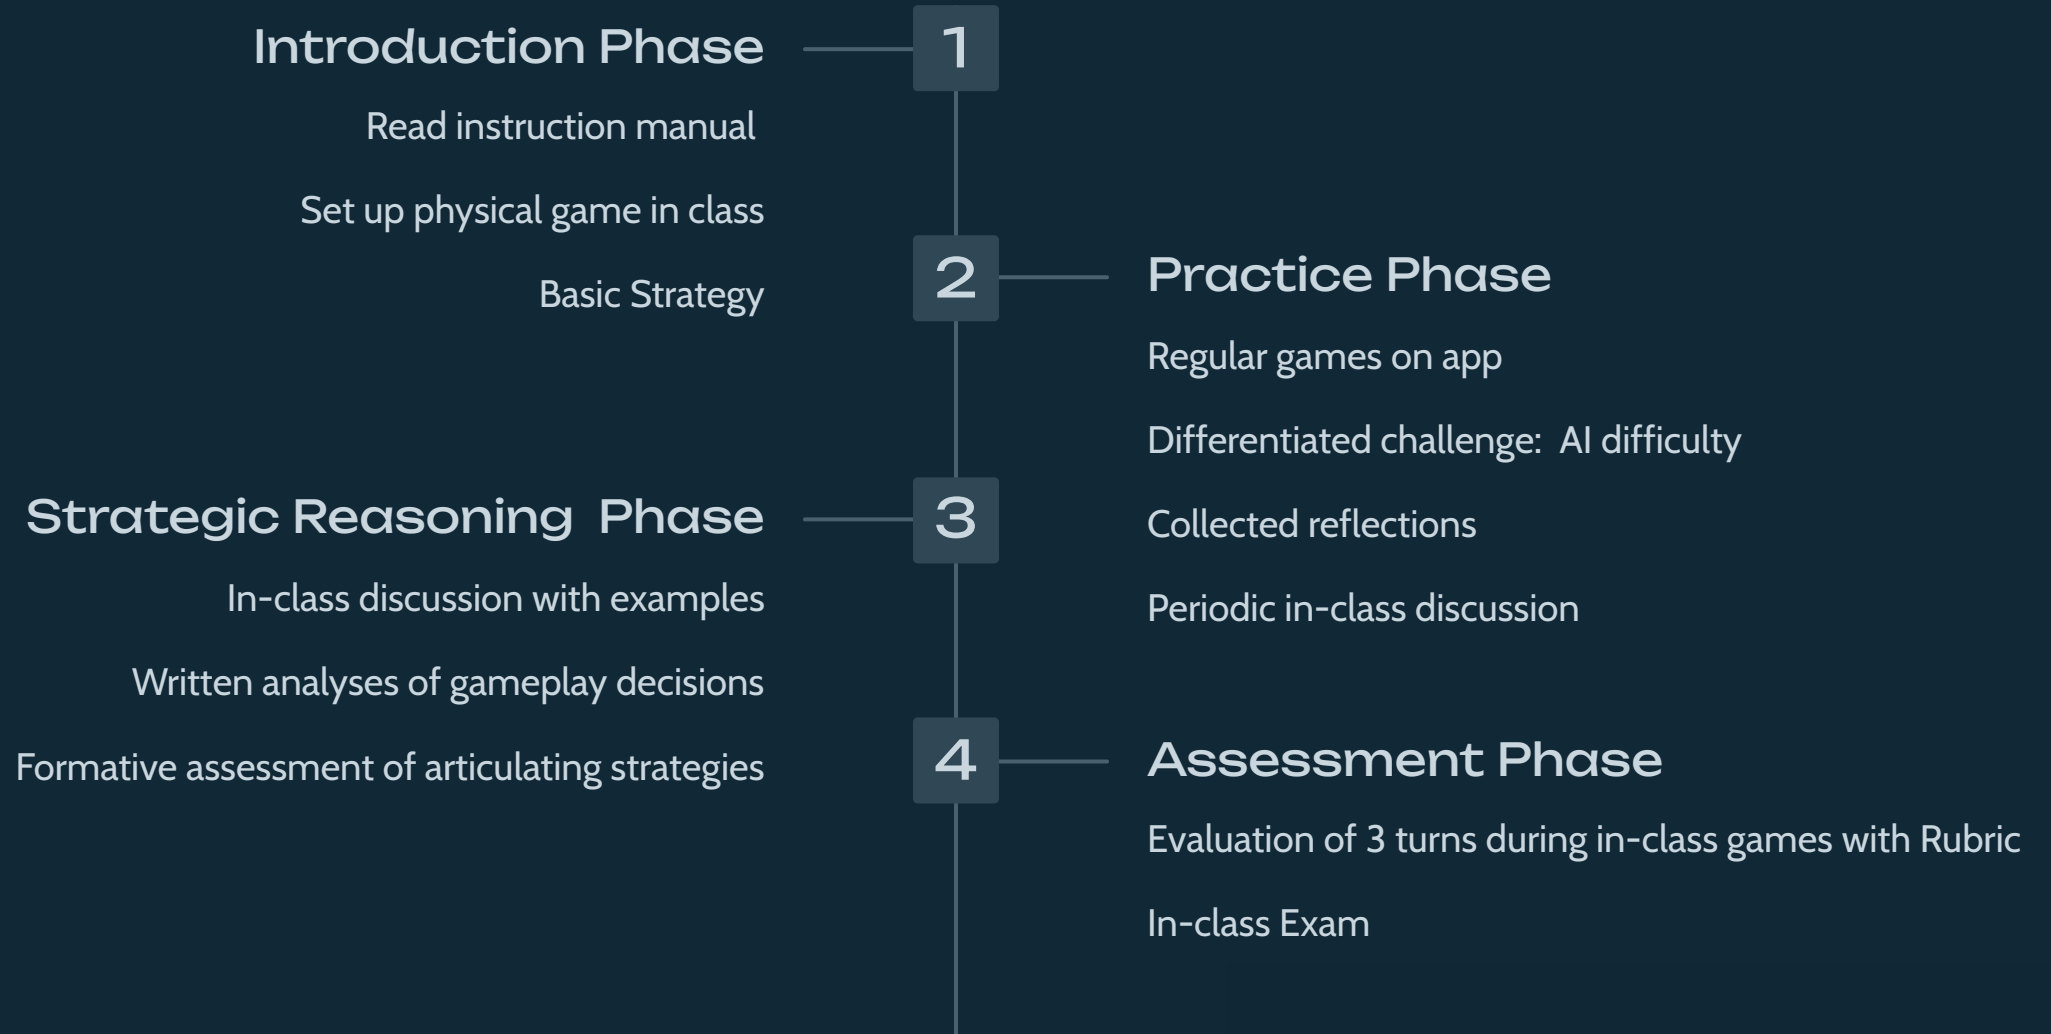 1
Introduction Phase
Read instruction manual
Set up physical game in class
Basic Strategy
2
Practice Phase
Regular games on app
Differentiated challenge:  AI difficulty
Collected reflections
Periodic in-class discussion
3
Strategic Reasoning  Phase
In-class discussion with examples
Written analyses of gameplay decisions
Formative assessment of articulating strategies
4
Assessment Phase
Evaluation of 3 turns during in-class games with Rubric
In-class Exam